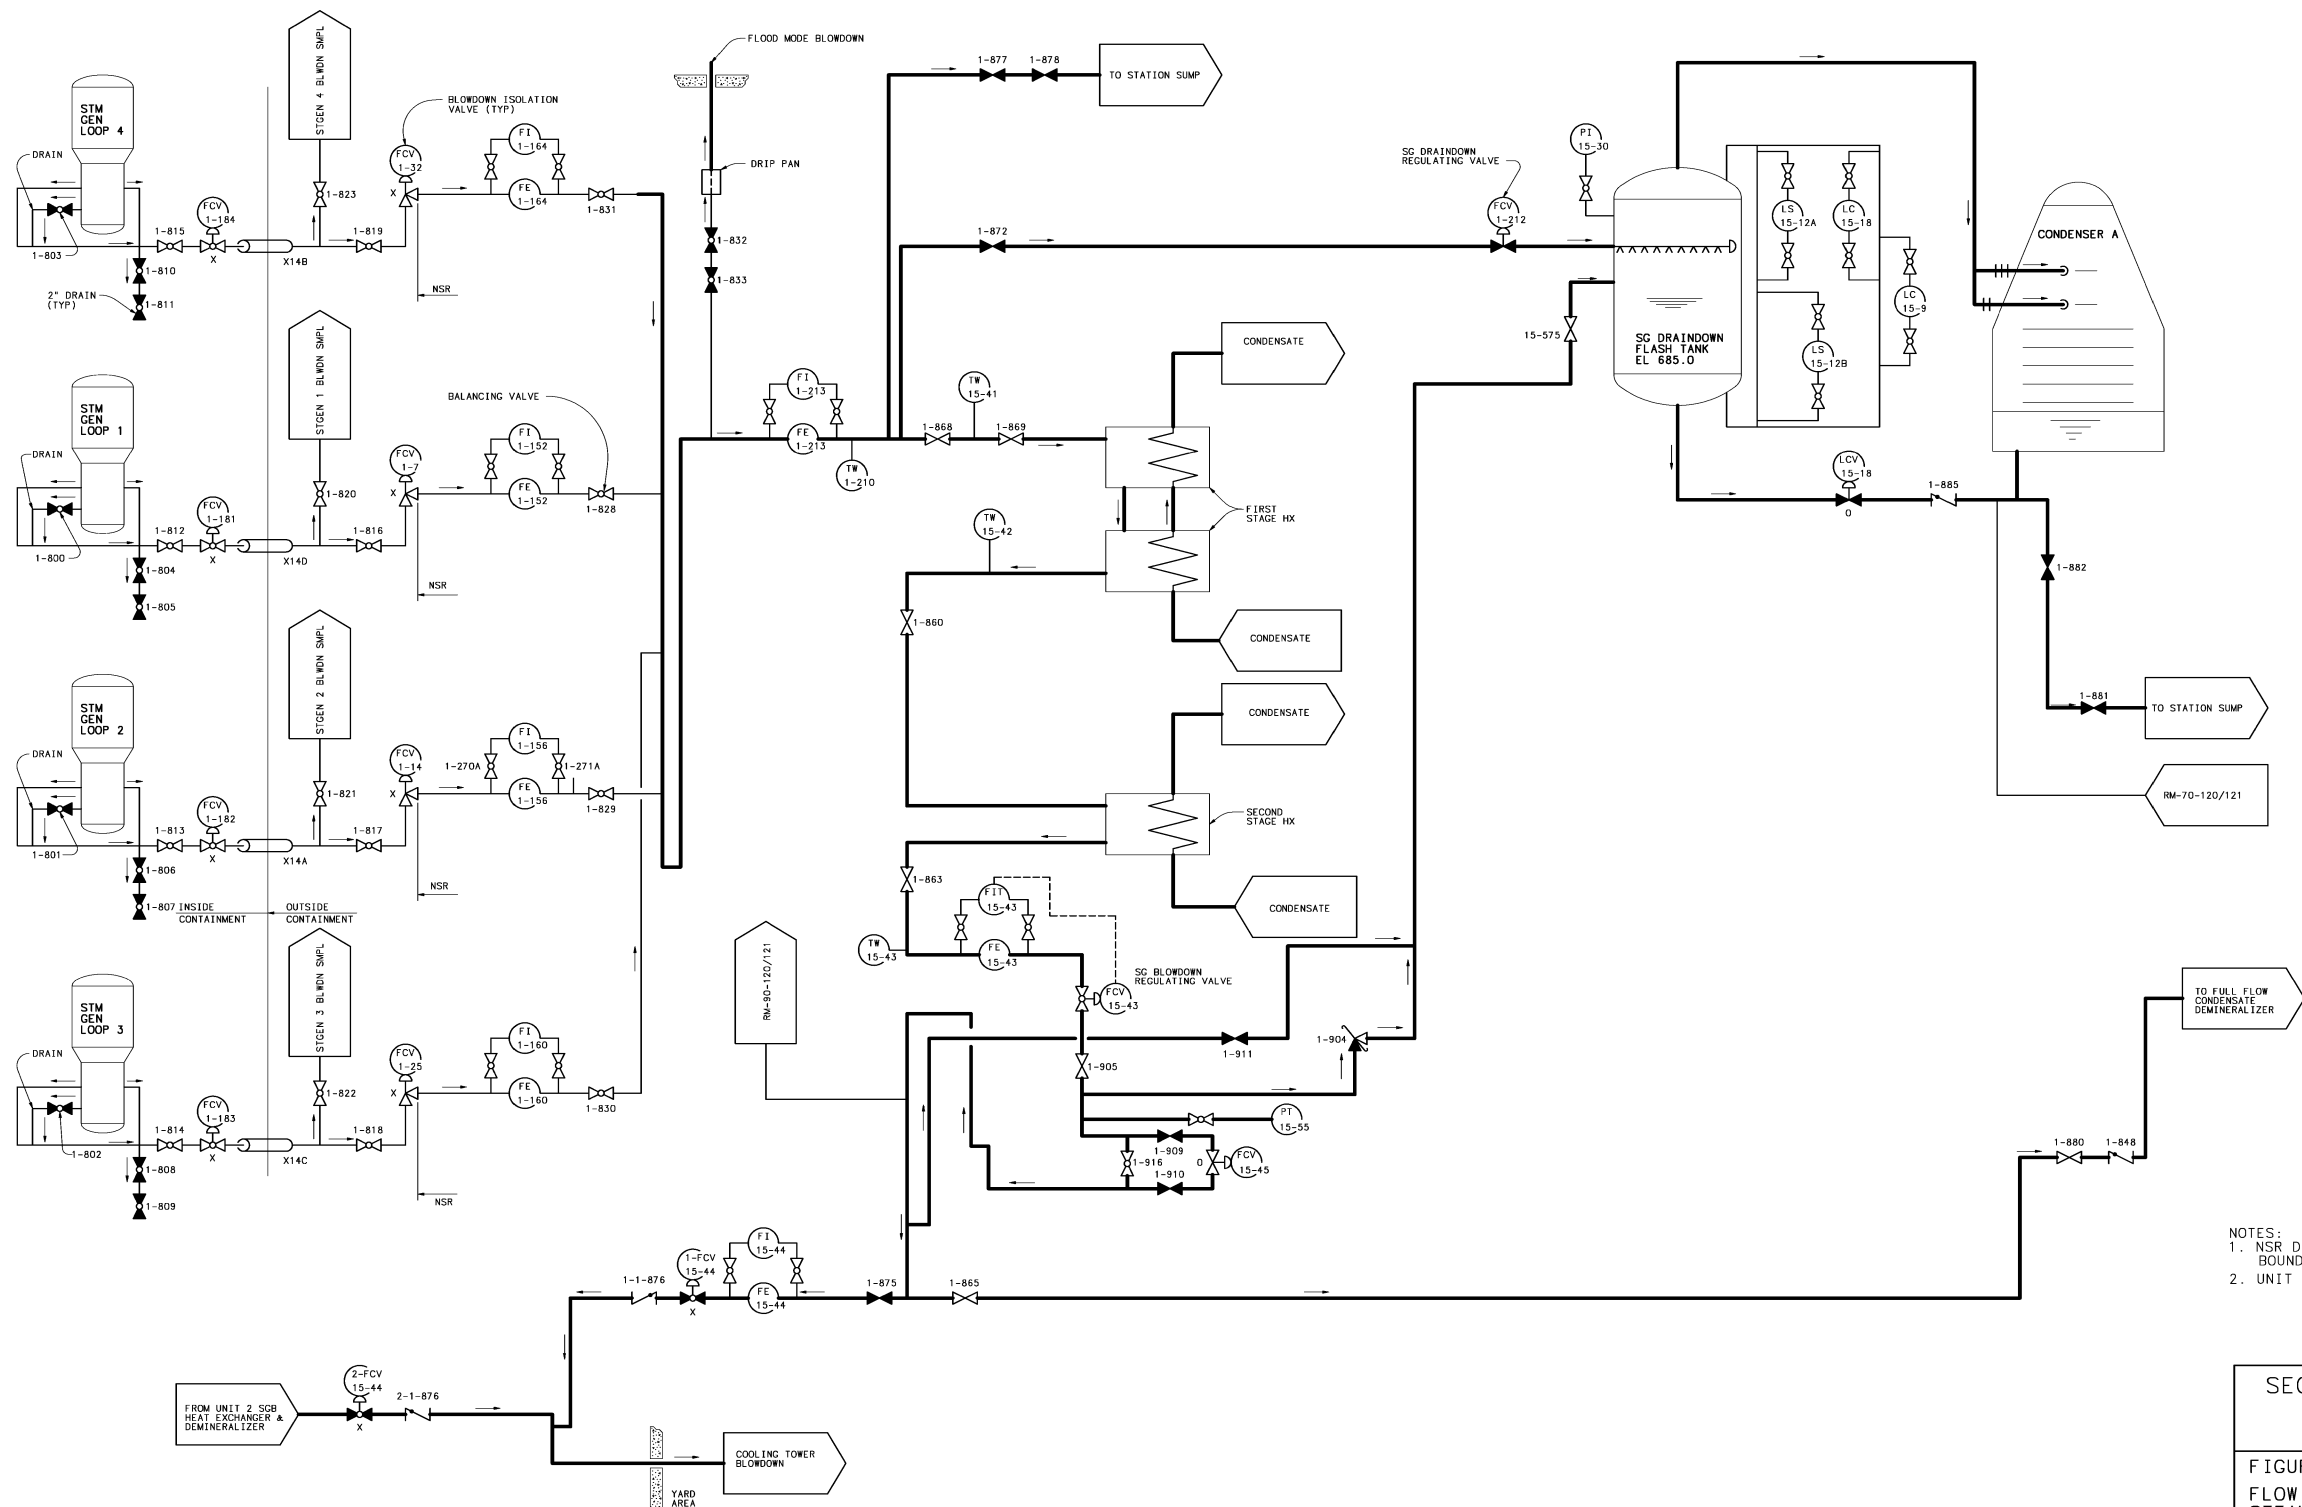 FLOOD MODE BLOWDOWN
1-877
1-878
TO STATION SUMP
STM
GEN
LOOP 4
STGEN 4 BLWDN SMPL
BLOWDOWN ISOLATION
VALVE (TYP)
FI
1-164
FCV
1-32
X
FE
1-164
1-831
DRAIN
1-823
FCV
1-184
1-815
X
X14B
1-819
1-803
1-810
2" DRAIN
(TYP)
1-811
NSR
DRIP PAN
1-832
1-833
SG DRAINDOWN
REGULATING VALVE
FCV
1-212
1-872
PI
15-30
LS
15-12A
LC
15-18
LC
15-9
LS
15-12B
SG DRAINDOWN
FLASH TANK
EL 685.0
15-575
CONDENSER A
STM
GEN
LOOP 1
STGEN 1 BLWDN SMPL
BALANCING VALVE
FI
1-152
FCV
1-7
X
FE
1-152
1-828
DRAIN
1-820
FCV
1-181
1-812
X
X14D
1-816
1-800
1-804
1-805
NSR
FI
1-213
FE
1-213
TW
1-210
1-868
TW
15-41
1-869
CONDENSATE
FIRST
STAGE HX
TW
15-42
1-860
CONDENSATE
LCV
15-18
O
1-885
1-882
1-881
TO STATION SUMP
RM-70-120/121
STM
GEN
LOOP 2
STGEN 2 BLWDN SMPL
FI
1-156
1-270A
1-271A
FCV
1-14
X
FE
1-156
1-829
DRAIN
1-821
FCV
1-182
1-813
X
X14A
1-817
1-801
1-806
1-807
NSR
INSIDE
CONTAINMENT
OUTSIDE
CONTAINMENT
CONDENSATE
SECOND
STAGE HX
CONDENSATE
1-863
FIT
15-43
TW
15-43
FE
15-43
SG BLOWDOWN
REGULATING VALVE
FCV
15-43
STM
GEN
LOOP 3
STGEN 3 BLWDN SMPL
FI
1-160
FCV
1-25
X
FE
1-160
1-830
DRAIN
1-822
FCV
1-183
1-814
X
X14C
1-818
1-802
1-808
1-809
NSR
RM-90-120/121
1-911
1-904
1-905
PT
15-55
1-909
1-916
O
FCV
15-45
1-910
TO FULL FLOW
CONDENSATE
DEMINERALIZER
1-880
1-848
FI
15-44
1-FCV
15-44
X
1-1-876
FE
15-44
1-875
1-865
NOTES:
1. NSR D
BOUND
2. UNIT
2-FCV
15-44
X
2-1-876
FROM UNIT 2 SGB
HEAT EXCHANGER &
DEMINERALIZER
COOLING TOWER
BLOWDOWN
YARD
AREA
FIGUR
FLOW